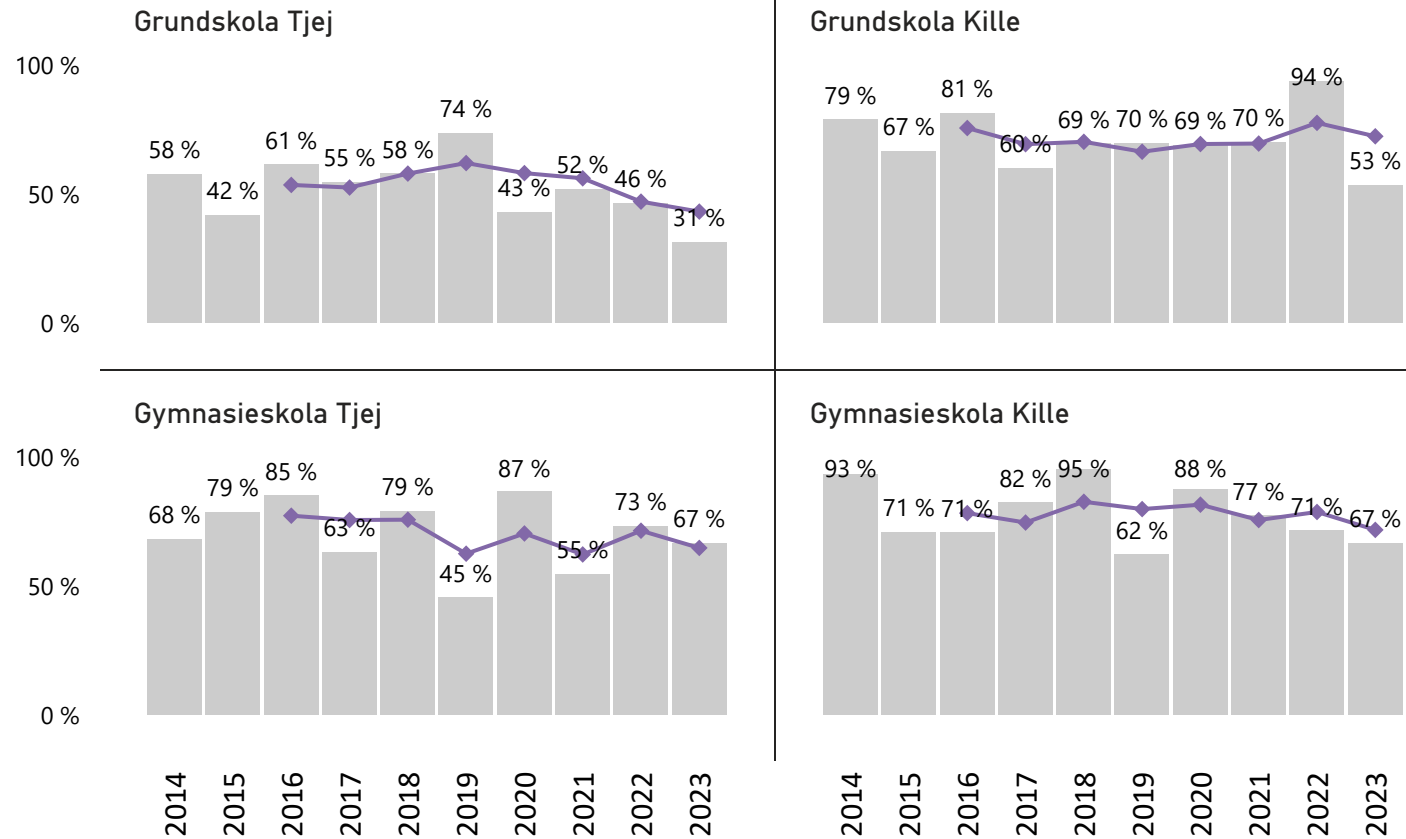 Grundskola Tjej
Grundskola Kille
100 %
50 %
0 %
58 % 42 % 61 % 55 % 58 % 74 % 43 % 52 % 46 % 31 %
79 % 67 % 81 % 60 % 69 % 70 % 69 % 70 % 94 % 53 %
Gymnasieskola Tjej
Gymnasieskola Kille
100 %
50 %
0 %
68 % 79 % 85 % 63 % 79 % 45 % 87 % 55 % 73 % 67 %
93 % 71 % 71 % 82 % 95 % 62 % 88 % 77 % 71 % 67 %
2014 2015 2016 2017 2018 2019 2020 2021 2022 2023
2014 2015 2016 2017 2018 2019 2020 2021 2022 2023